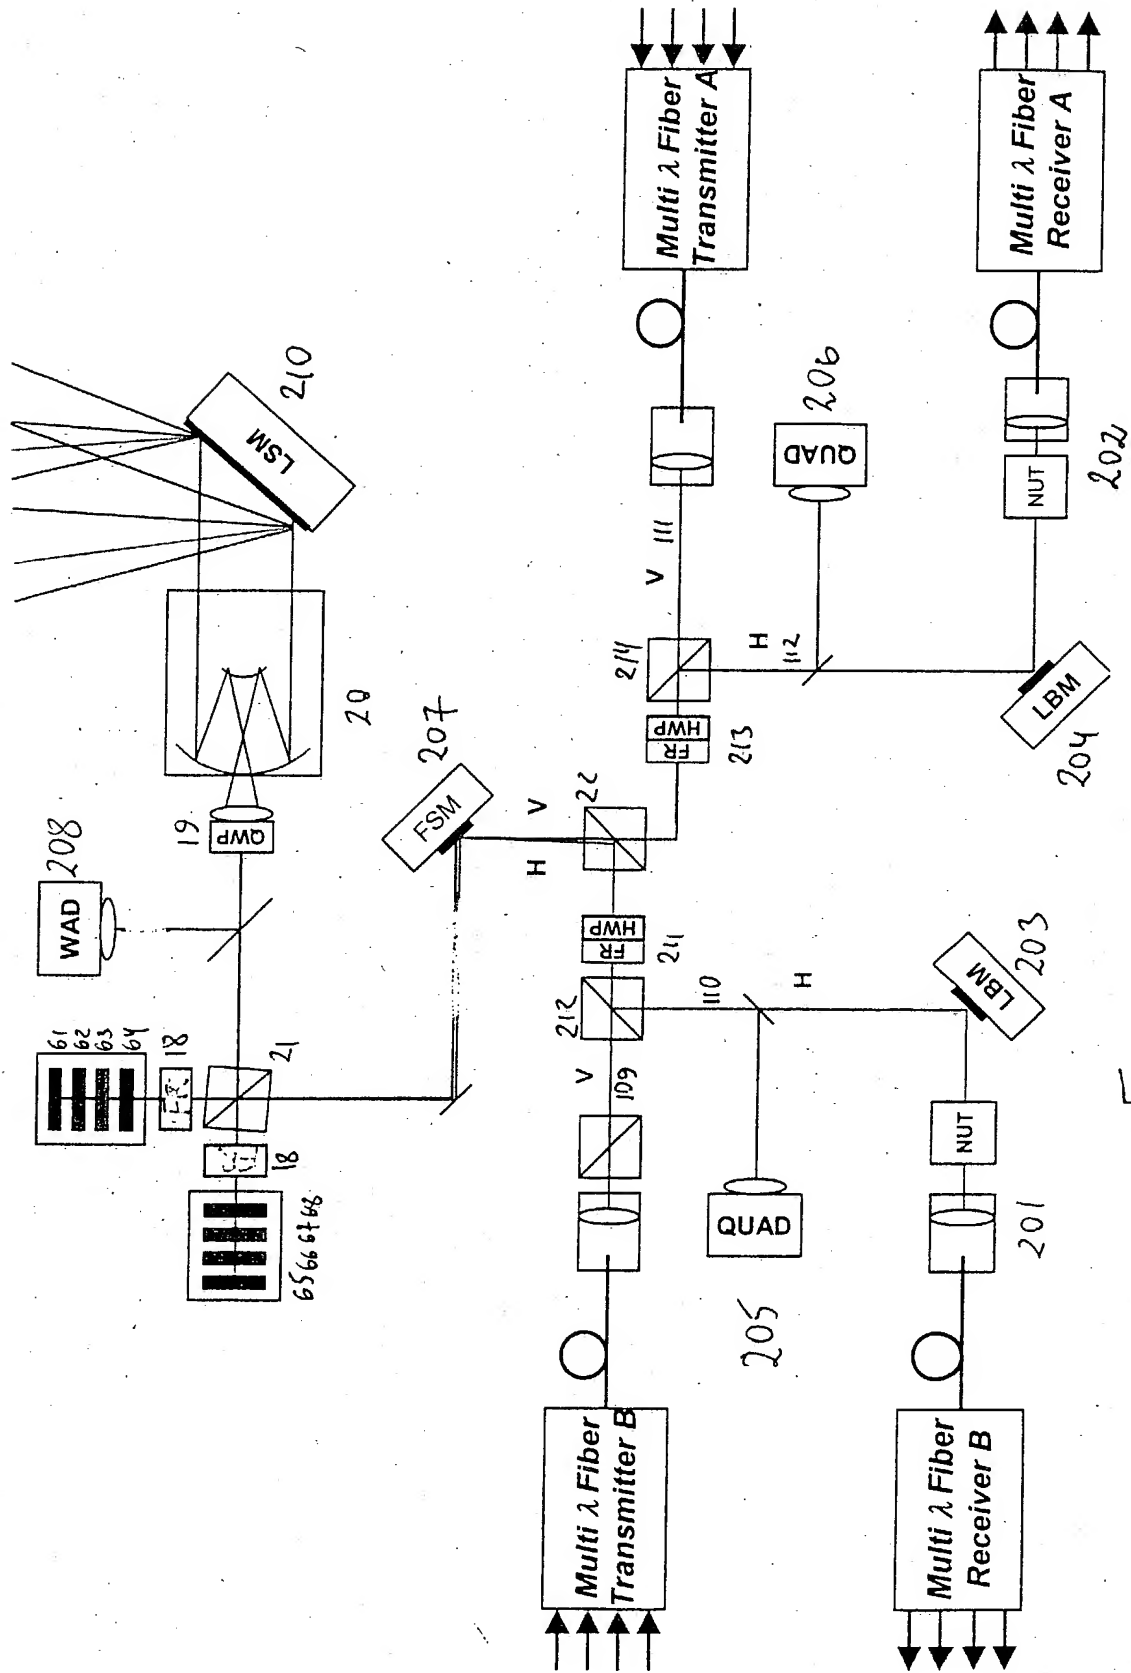 Multi λ Fiber
Transmitter A
Multi λ Fiber
Receiver A
210
LSM
20
QWP
19
WAD
208
61
62
63
64
18
21
18
65 66 67 68
FSM
207
H
V
22
FR
HWP
213
214
V
111
H
112
QUAD
206
NUT
202
LBM
204
FR
HWP
211
212
V
109
110
H
LBM
203
NUT
201
QUAD
205
Multi λ Fiber
Transmitter B
Multi λ Fiber
Receiver B